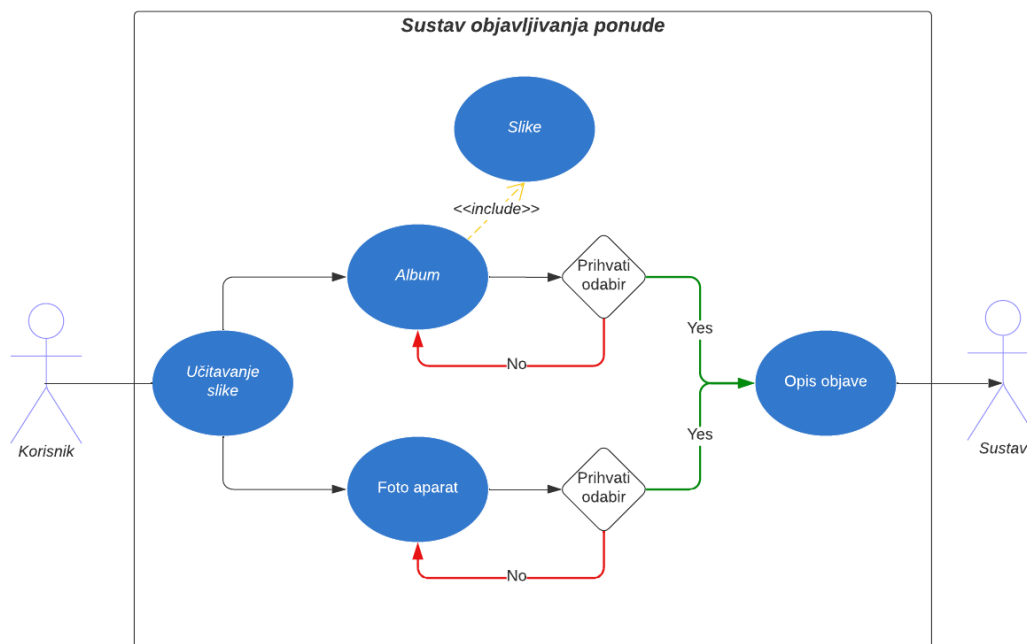 Sustav objavljivanja ponude
Slike
<<include>>
Album
Prihvati
odabir
Yes
No
Učitavanje
slike
Opis objave
Korisnik
Sustav
Yes
Foto aparat
Prihvati
odabir
No